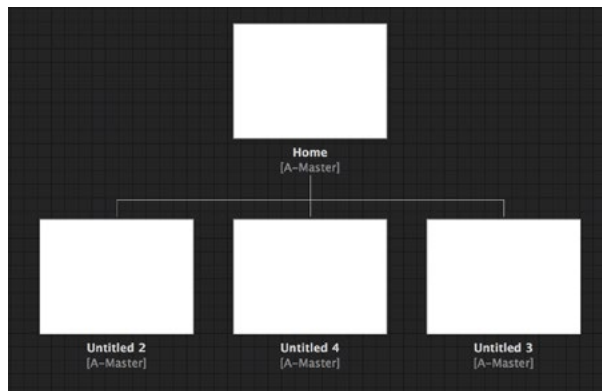 Home
[A-Master]
Untitled 2
[A-Master]
Untitled 4
[A-Master]
Untitled 3
[A-Master]